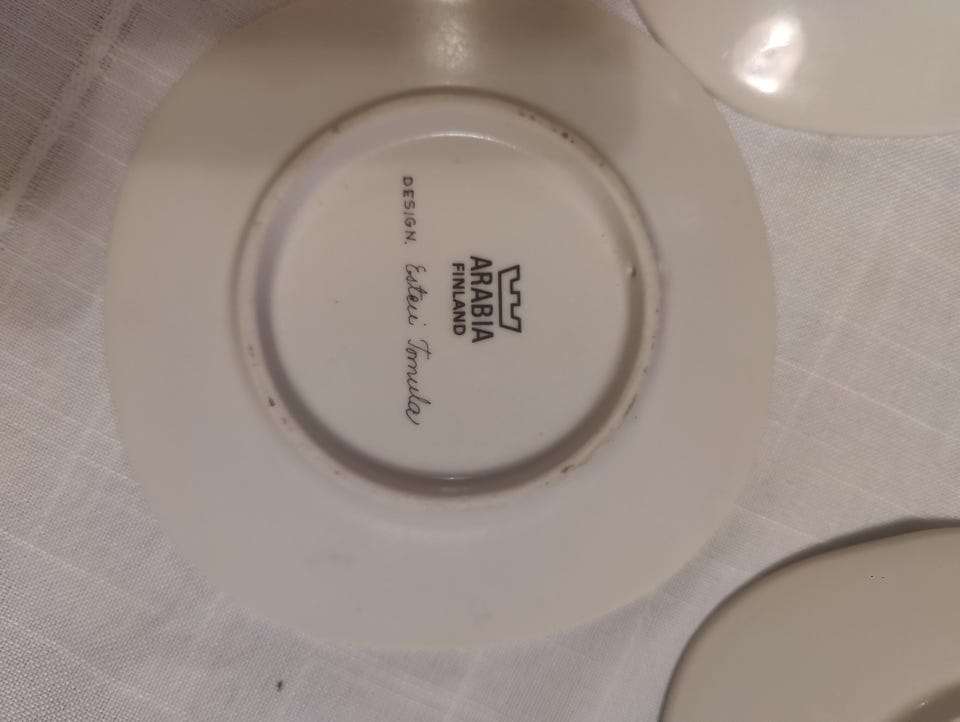 ARABIA
FINLAND
DESIGN. Esteri Tomula